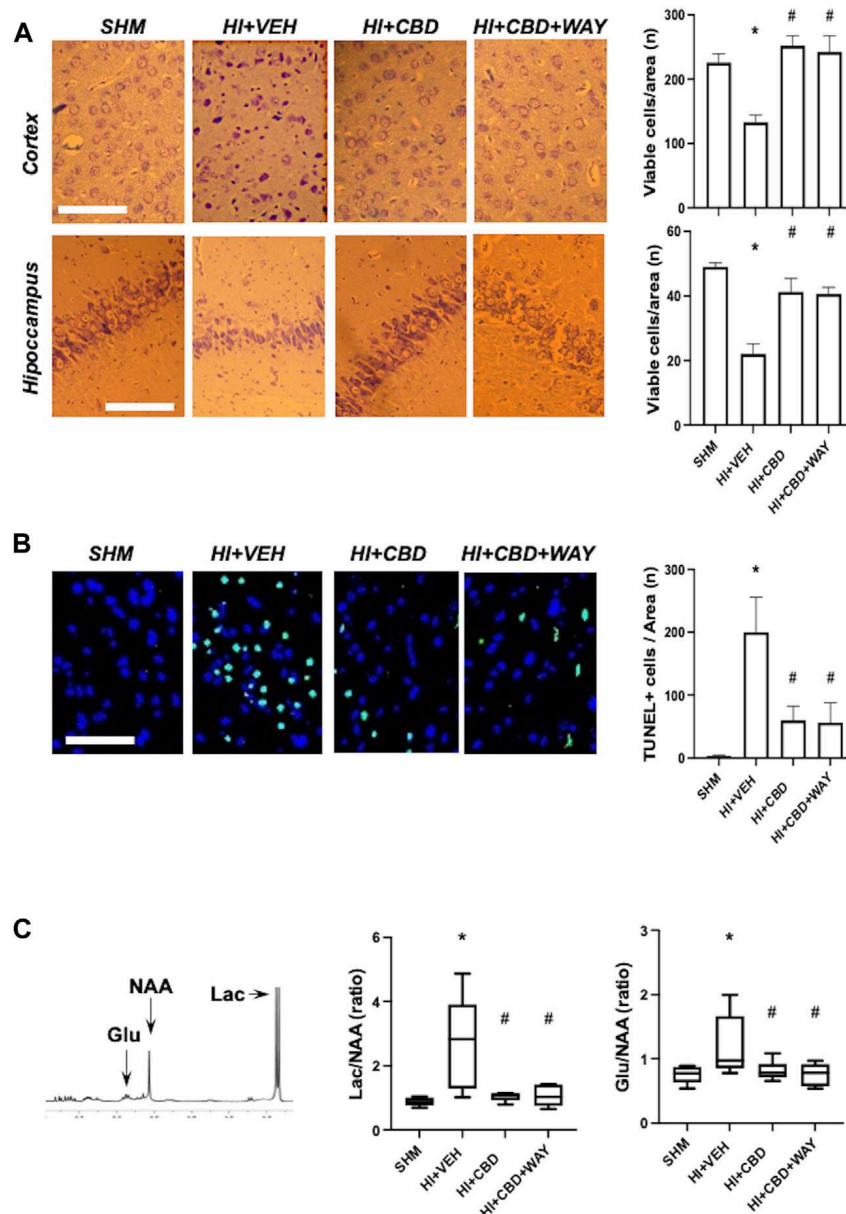 A
SHM HI+VEH HI+CBD HI+CBD+WAY
Cortex
Hipoccampus
Viable cells/area (n)
300
200
100
0
*
#
#
Viable cells/area (n)
60
40
20
0
*
#
#
SHM
HI+VEH
HI+CBD
HI+CBD+WAY
B
SHM HI+VEH HI+CBD HI+CBD+WAY
TUNEL+ cells / Area (n)
300
200
100
0
*
#
#
SHM
HI+VEH
HI+CBD
HI+CBD+WAY
C
Glu
NAA
Lac
Lac/NAA (ratio)
6
4
2
0
*
#
#
SHM
HI+VEH
HI+CBD
HI+CBD+WAY
Glu/NAA (ratio)
3
2
1
0
*
#
#
SHM
HI+VEH
HI+CBD
HI+CBD+WAY